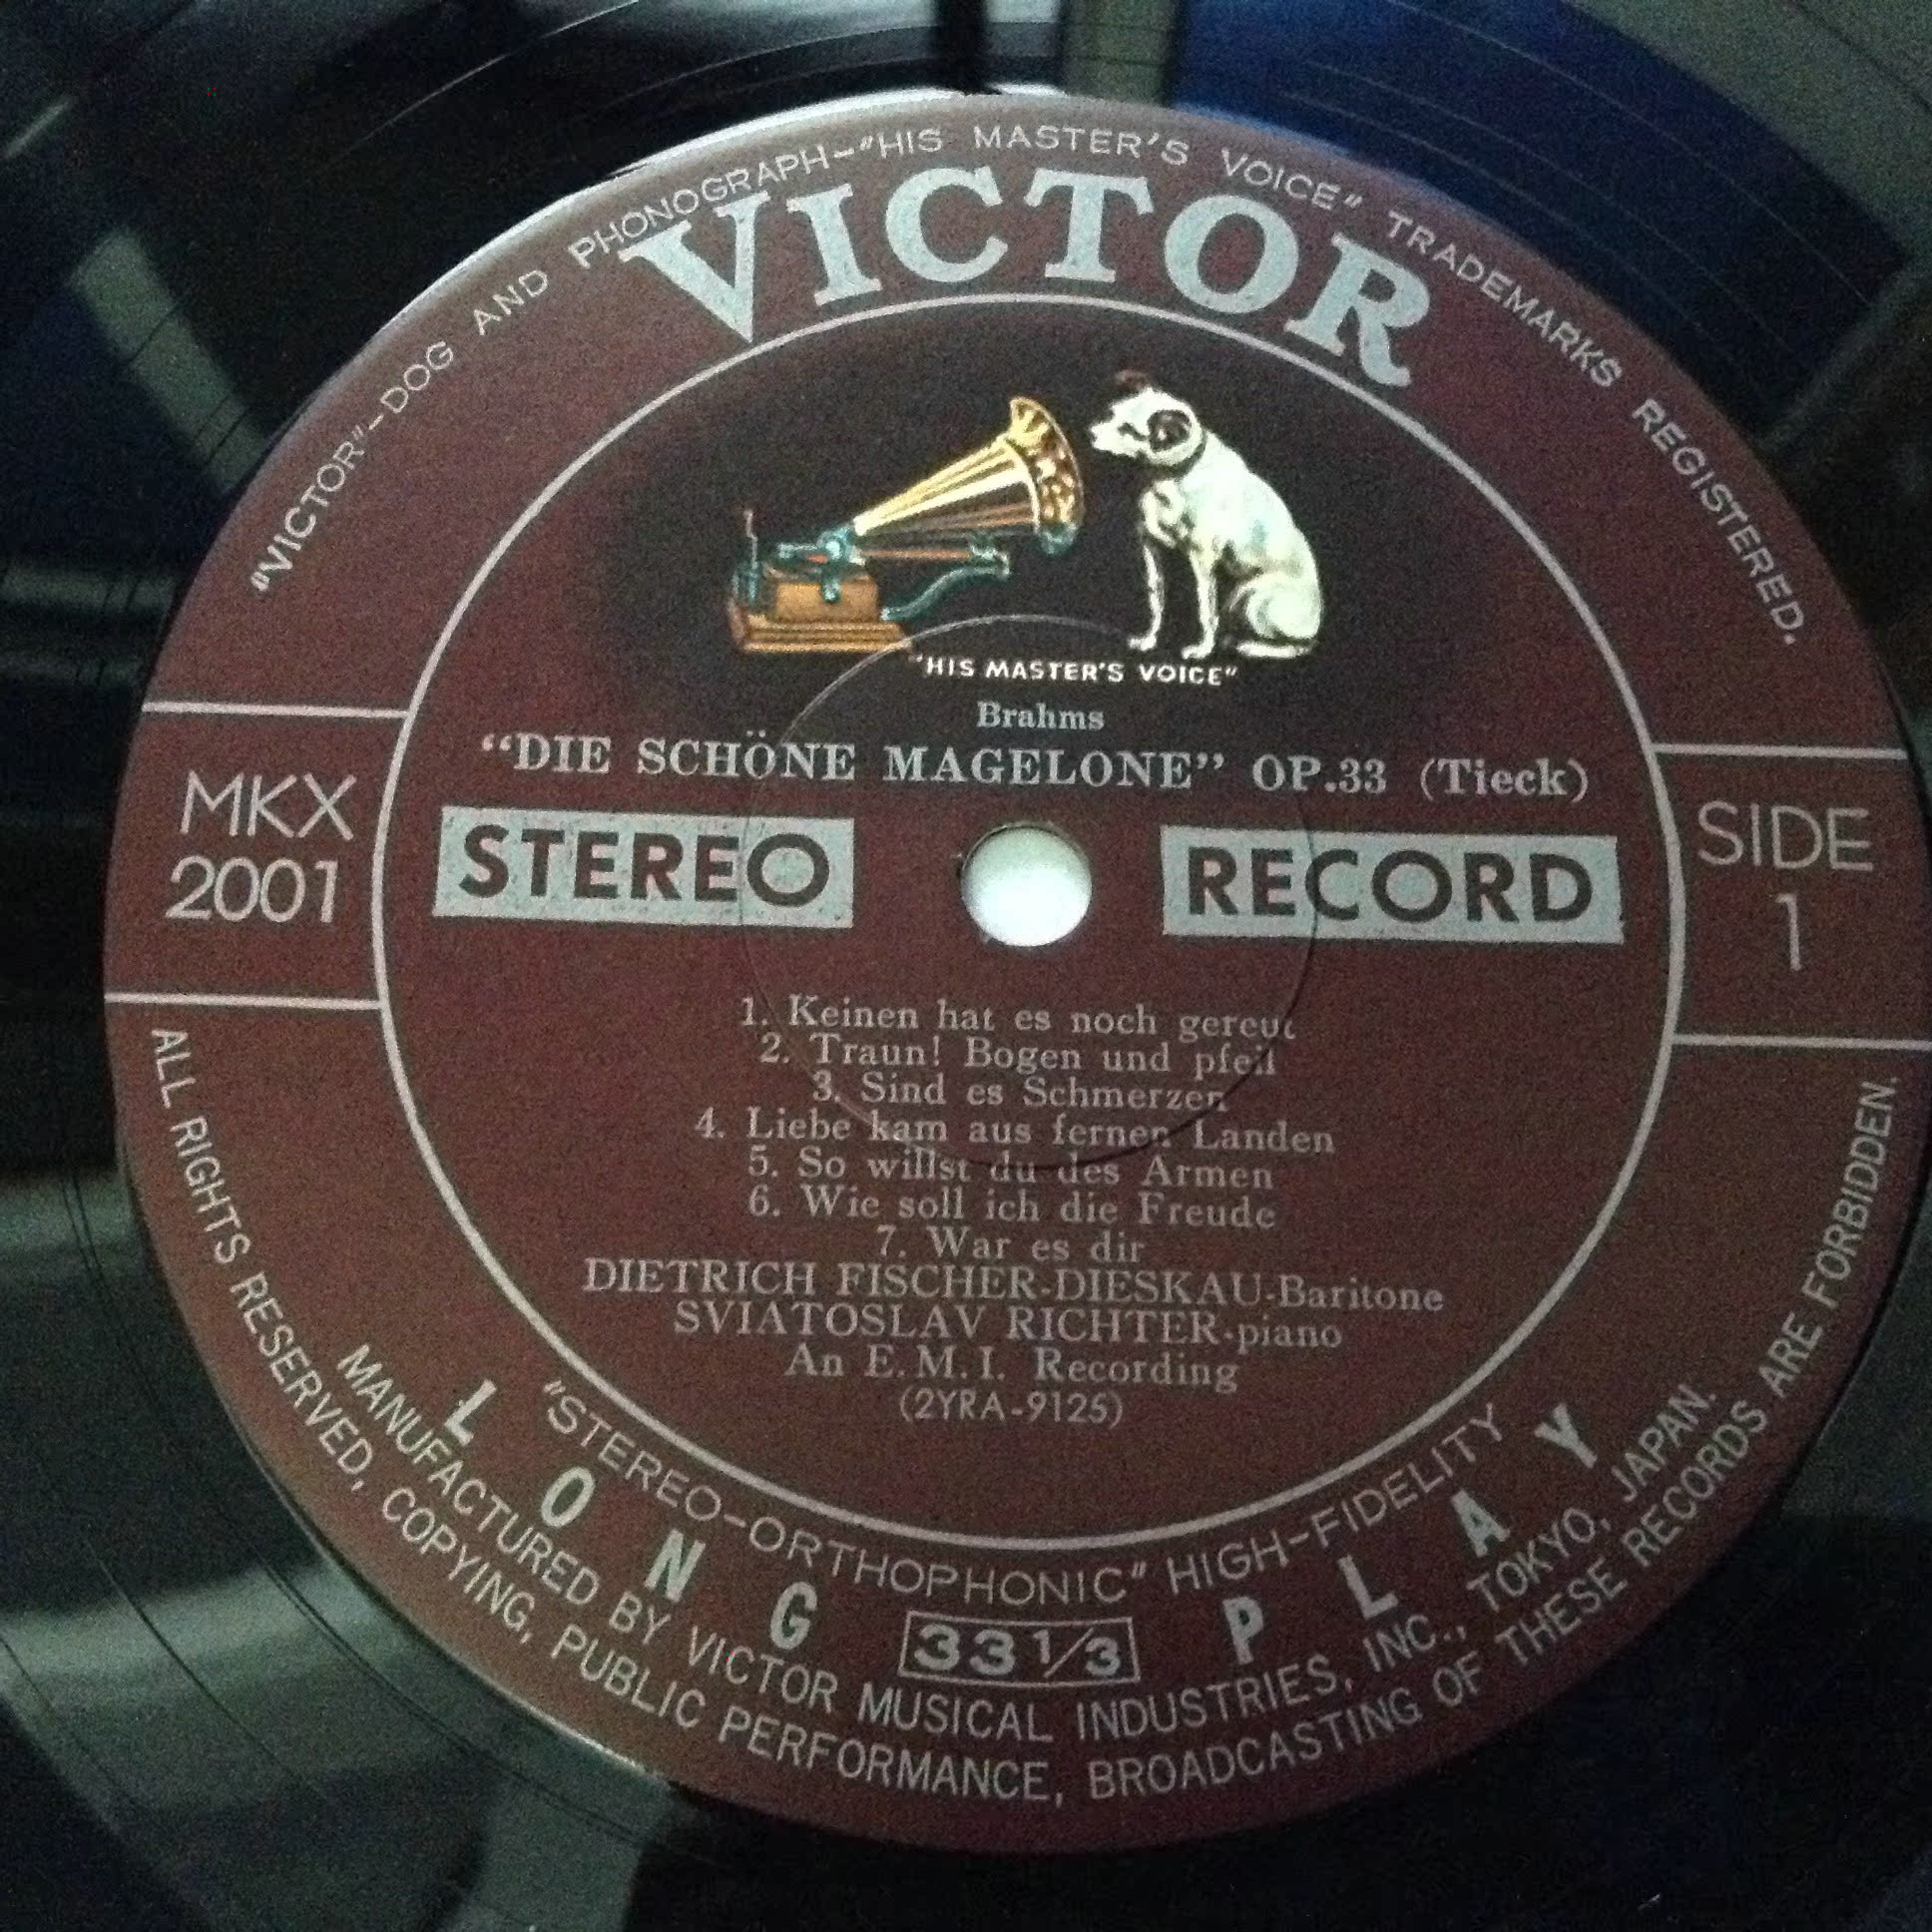 "VICTOR"–DOG AND PHONOGRAPH–"HIS MASTER'S VOICE" TRADEMARKS REGISTERED.
VICTOR
"HIS MASTER'S VOICE"
Brahms
“DIE SCHÖNE MAGELONE” OP.33 (Tieck)
MKX
2001
STEREO RECORD
SIDE
1
1. Keinen hat es noch gereut
2. Traun! Bogen und pfeil
3. Sind es Schmerzen
4. Liebe kam aus fernen Landen
5. So willst du des Armen
6. Wie soll ich die Freude
7. War es dir
DIETRICH FISCHER-DIESKAU-Baritone
SVIATOSLAV RICHTER-piano
An E.M.I. Recording
(2YRA-9125)
"STEREO-ORTHOPHONIC" HIGH-FIDELITY
LONG 33 1/3 PLAY
MANUFACTURED BY VICTOR MUSICAL INDUSTRIES, INC., TOKYO, JAPAN.
ALL RIGHTS RESERVED, COPYING, PUBLIC PERFORMANCE, BROADCASTING OF THESE RECORDS ARE FORBIDDEN.